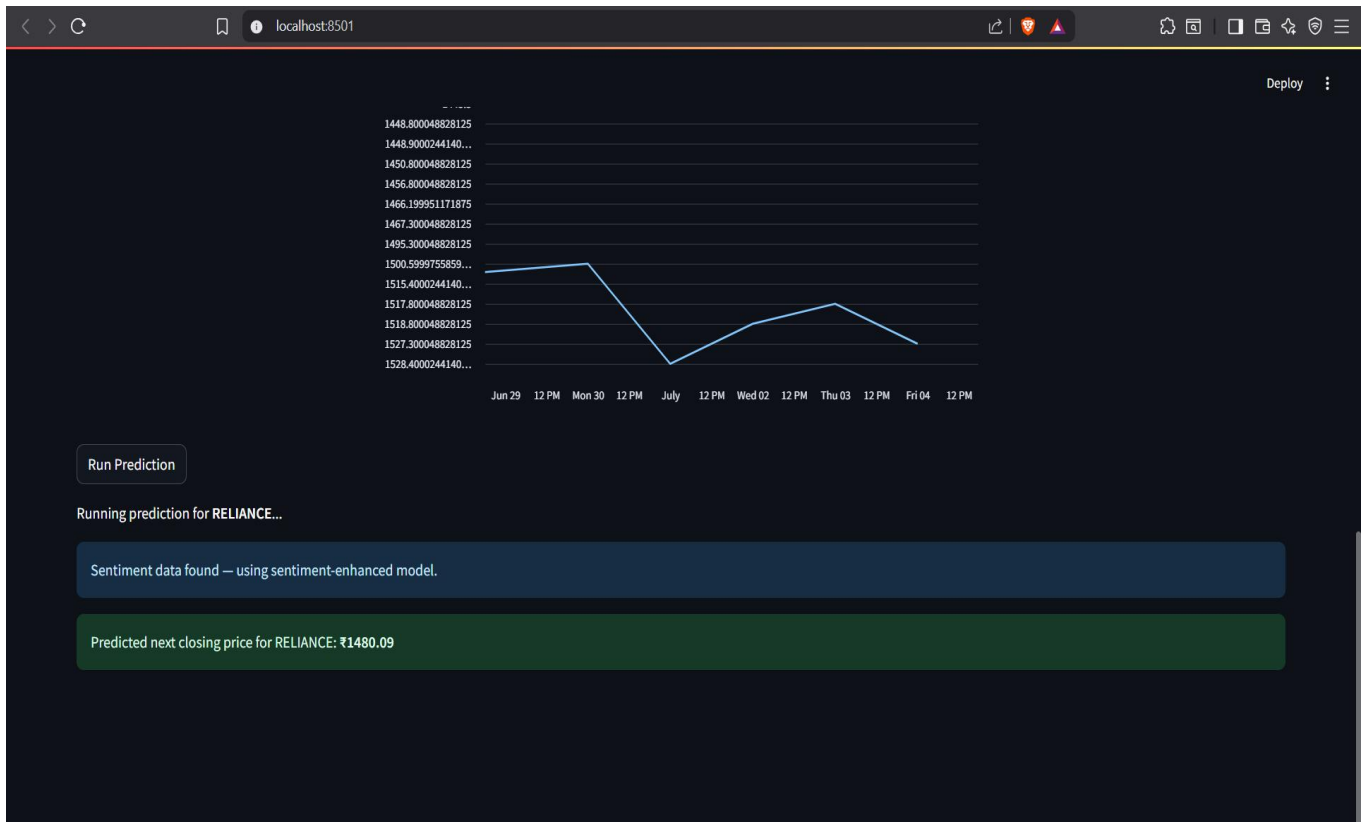 localhost:8501
Deploy
1448.800048828125
1448.9000244140...
1450.800048828125
1456.800048828125
1466.199951171875
1467.300048828125
1495.300048828125
1500.5999755859...
1515.4000244140...
1517.800048828125
1518.800048828125
1527.300048828125
1528.4000244140...
Jun 29 12 PM Mon 30 12 PM July 12 PM Wed 02 12 PM Thu 03 12 PM Fri 04 12 PM
Run Prediction
Running prediction for RELIANCE...
Sentiment data found — using sentiment-enhanced model.
Predicted next closing price for RELIANCE: ₹1480.09